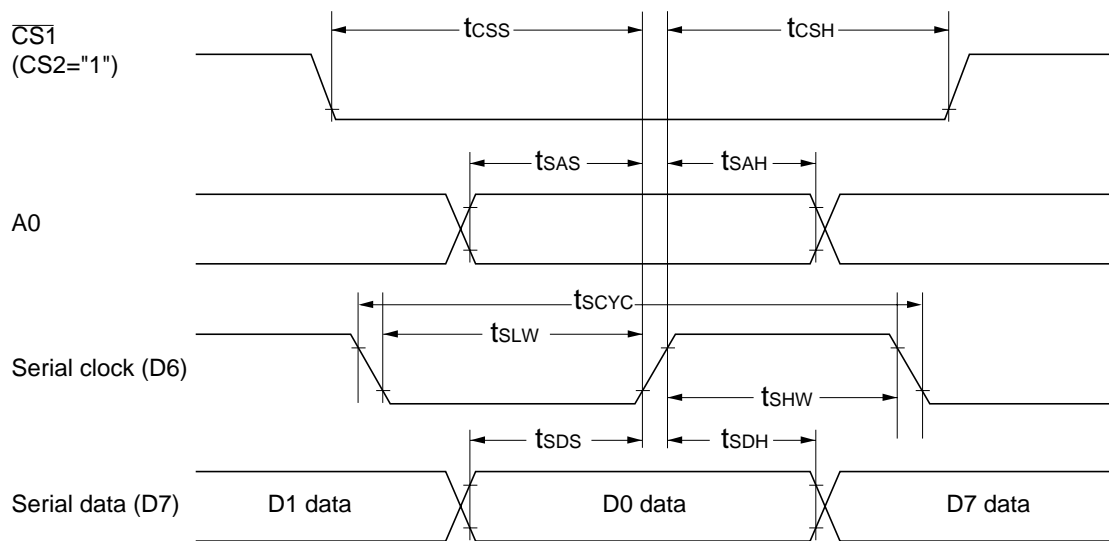 CS1
(CS2="1")
tCSS
tCSH
A0
tSAS
tSAH
tSCYC
Serial clock (D6)
tSLW
tSHW
tSDS
tSDH
Serial data (D7)
D1 data
D0 data
D7 data